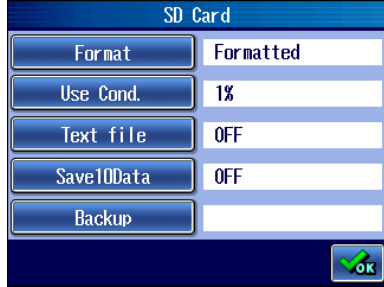 SD Card
Format Formatted
Use Cond. 1%
Text file OFF
Save10Data OFF
Backup
OK